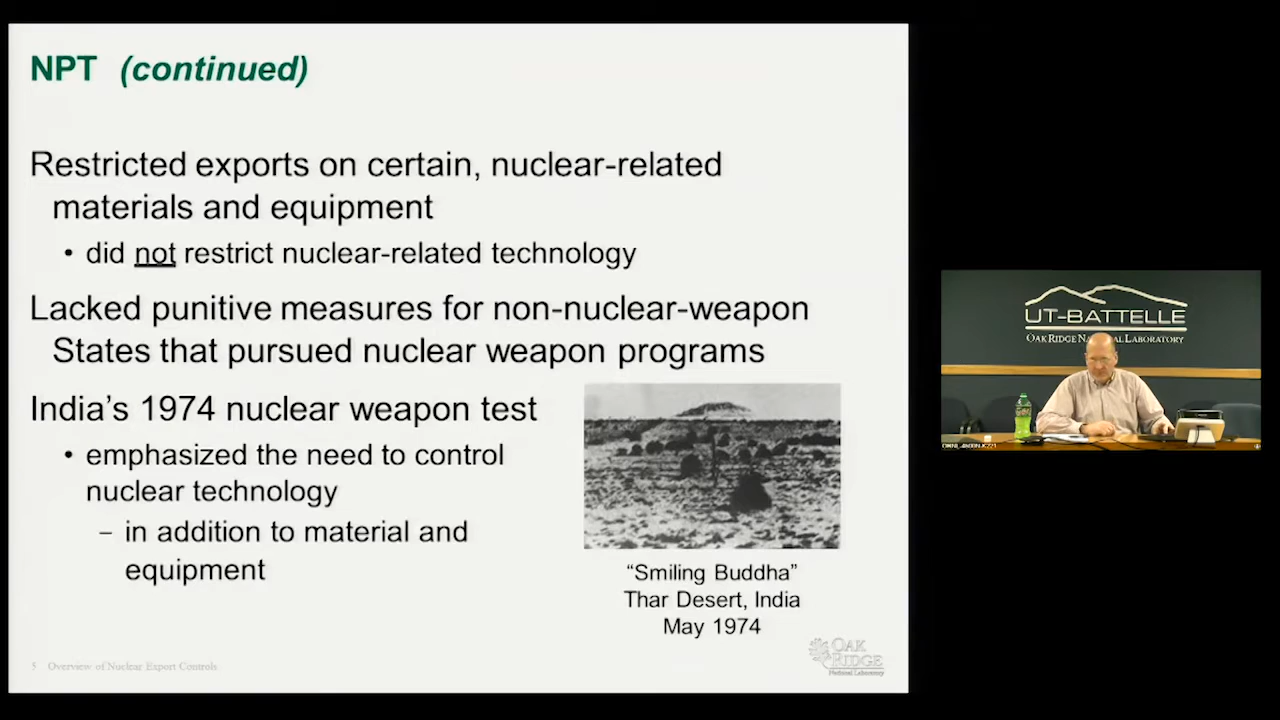 NPT (continued)
Restricted exports on certain, nuclear-related
materials and equipment
• did not restrict nuclear-related technology
Lacked punitive measures for non-nuclear-weapon
States that pursued nuclear weapon programs
India’s 1974 nuclear weapon test
• emphasized the need to control
nuclear technology
– in addition to material and
equipment
“Smiling Buddha”
Thar Desert, India
May 1974
5 Overview of Nuclear Export Controls
OAK
RIDGE
National Laboratory
UT-BATTELLE
OAK RIDGE NATIONAL LABORATORY